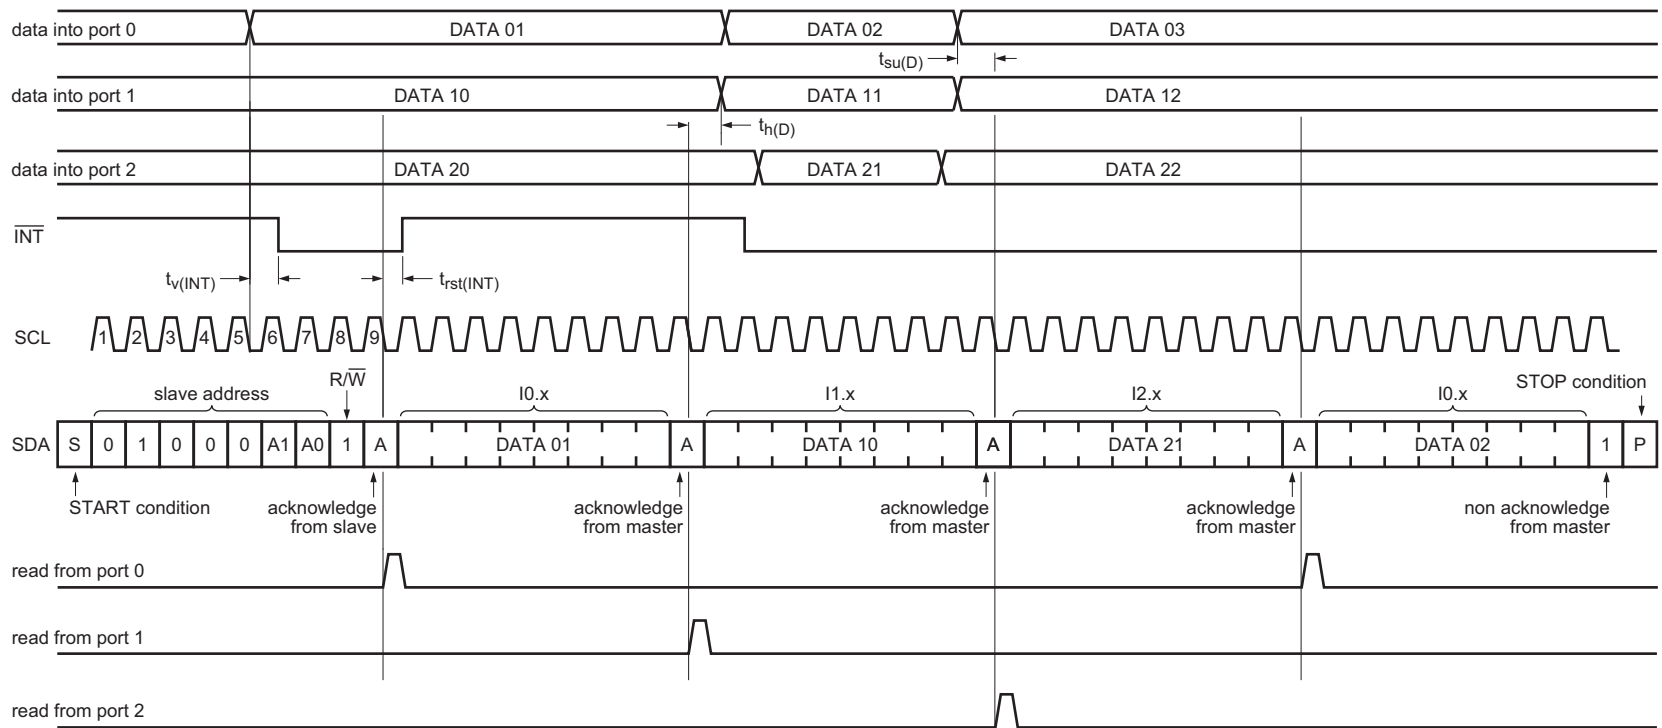 data into port 0 DATA 01 DATA 02 DATA 03
tsu(D)
data into port 1 DATA 10 DATA 11 DATA 12
th(D)
data into port 2 DATA 20 DATA 21 DATA 22
INT
tv(INT) trst(INT)
SCL 1 2 3 4 5 6 7 8 9
R/W
slave address I0.x I1.x I2.x I0.x STOP condition
SDA S 0 1 0 0 0 A1 A0 1 A DATA 01 A DATA 10 A DATA 21 A DATA 02 1 P
START condition acknowledge acknowledge acknowledge acknowledge non acknowledge
from slave from master from master from master from master
read from port 0
read from port 1
read from port 2